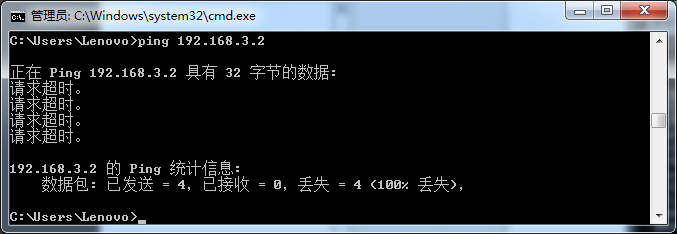 管理员: C:\Windows\system32\cmd.exe
C:\Users\Lenovo>ping 192.168.3.2
正在 Ping 192.168.3.2 具有 32 字节的数据:
请求超时。
请求超时。
请求超时。
请求超时。
192.168.3.2 的 Ping 统计信息:
数据包: 已发送 = 4, 已接收 = 0, 丢失 = 4 (100% 丢失),
C:\Users\Lenovo>